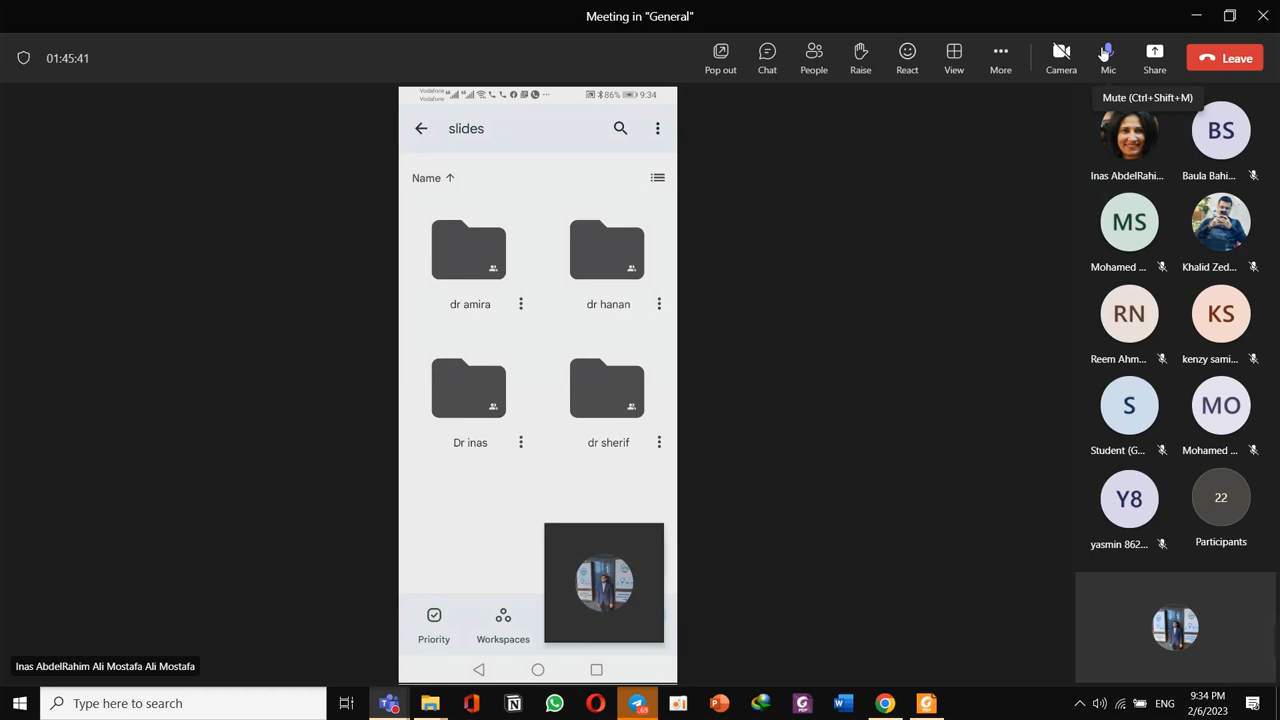 Meeting in "General"
01:45:41
Pop out
Chat
People
Raise
React
View
More
Camera
Mic
Share
Leave
Mute (Ctrl+Shift+M)
Vodafone
Vodafone
86%
9:34
slides
Name
dr amira
dr hanan
Dr inas
dr sherif
Priority
Workspaces
Inas AbdelRahi...
BS
Baula Bahi...
MS
Mohamed ...
Khalid Zed...
RN
Reem Ahm...
KS
kenzy sami...
S
Student (G...
MO
Mohamed ...
Y8
yasmin 862...
22
Participants
Inas AbdelRahim Ali Mostafa Ali Mostafa
Type here to search
ENG
9:34 PM
2/6/2023